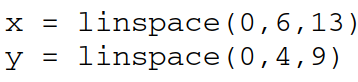 x = linspace(0,6,13)
y = linspace(0,4,9)